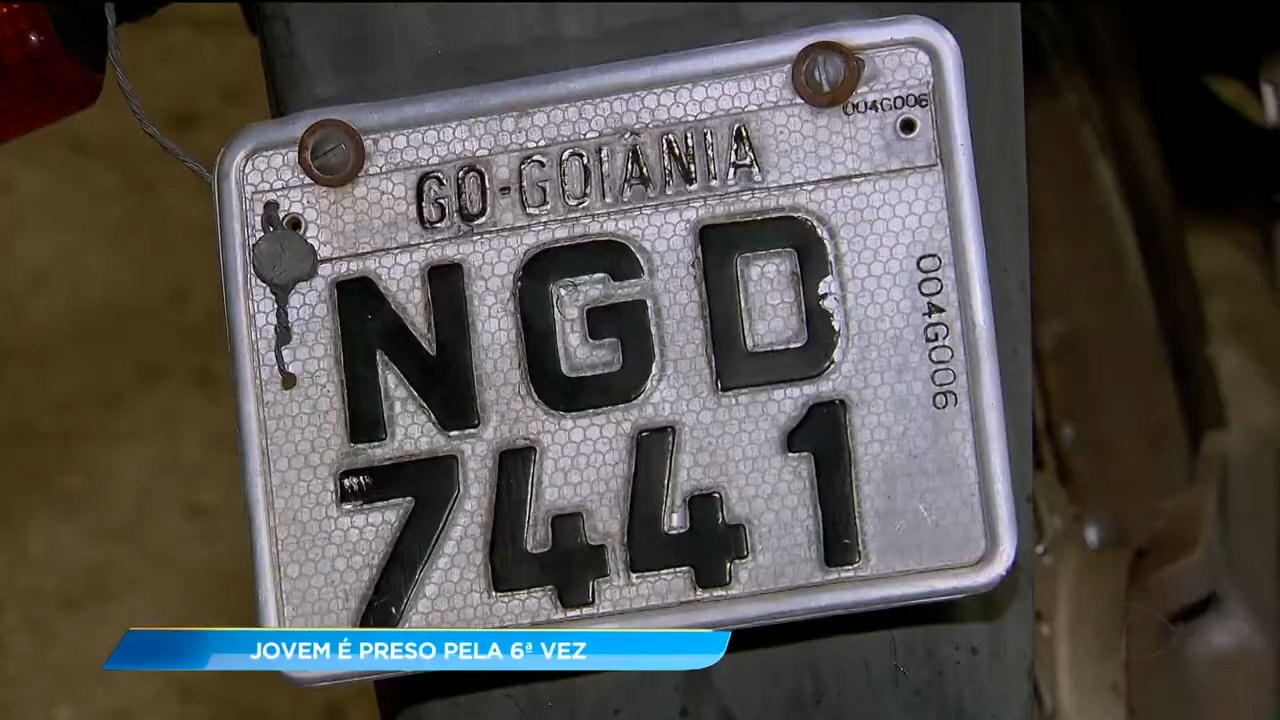 004G006
GO-GOIÂNIA
NGD
004G006
7441
JOVEM É PRESO PELA 6ª VEZ